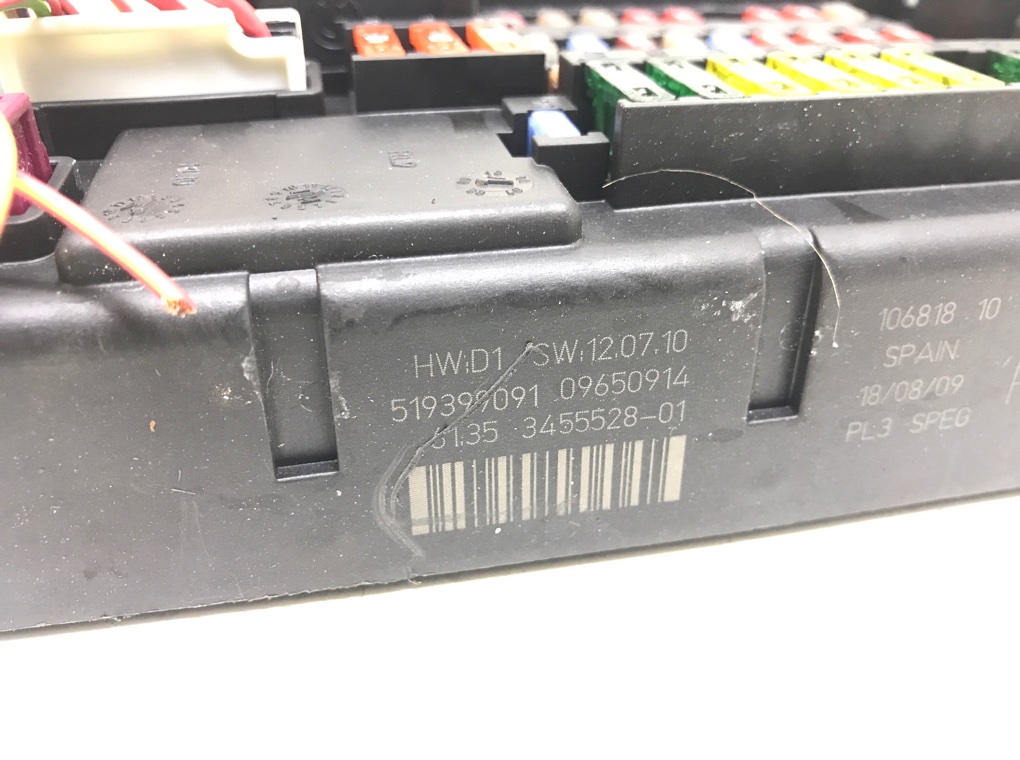 HW:D1 SW:12.07.10
519399091 09650914
61.35 3455528-01
106818 10
SPAIN
18/08/09
PL3 SPEG